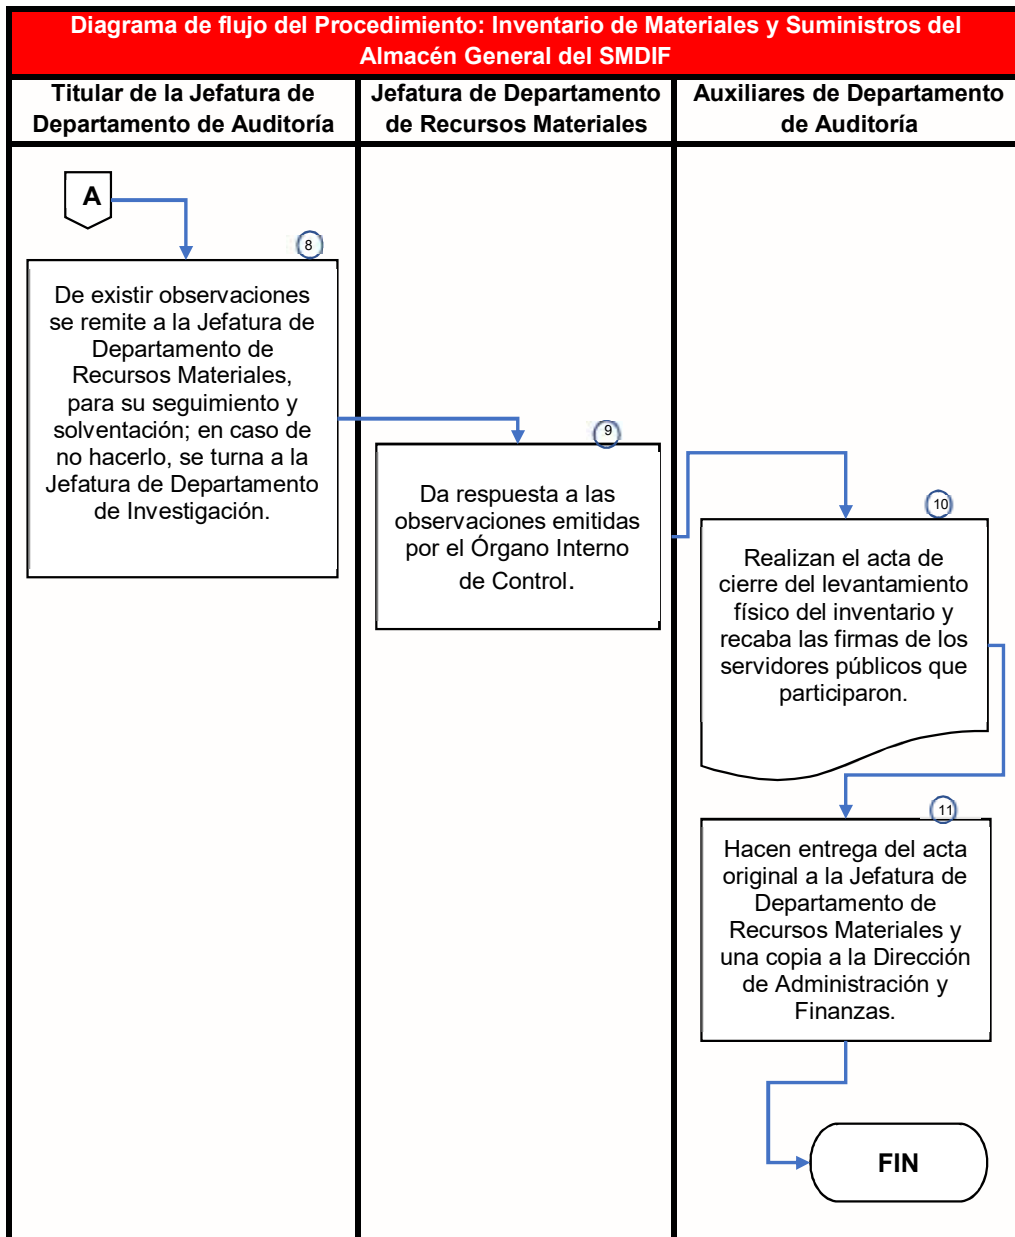 Diagrama de flujo del Procedimiento: Inventario de Materiales y Suministros del
Almacén General del SMDIF
Titular de la Jefatura de
Departamento de Auditoría
Jefatura de Departamento
de Recursos Materiales
Auxiliares de Departamento
de Auditoría
A
8
De existir observaciones
se remite a la Jefatura de
Departamento de
Recursos Materiales,
para su seguimiento y
solventación; en caso de
no hacerlo, se turna a la
Jefatura de Departamento
de Investigación.
9
Da respuesta a las
observaciones emitidas
por el Órgano Interno
de Control.
10
Realizan el acta de
cierre del levantamiento
físico del inventario y
recaba las firmas de los
servidores públicos que
participaron.
11
Hacen entrega del acta
original a la Jefatura de
Departamento de
Recursos Materiales y
una copia a la Dirección
de Administración y
Finanzas.
FIN